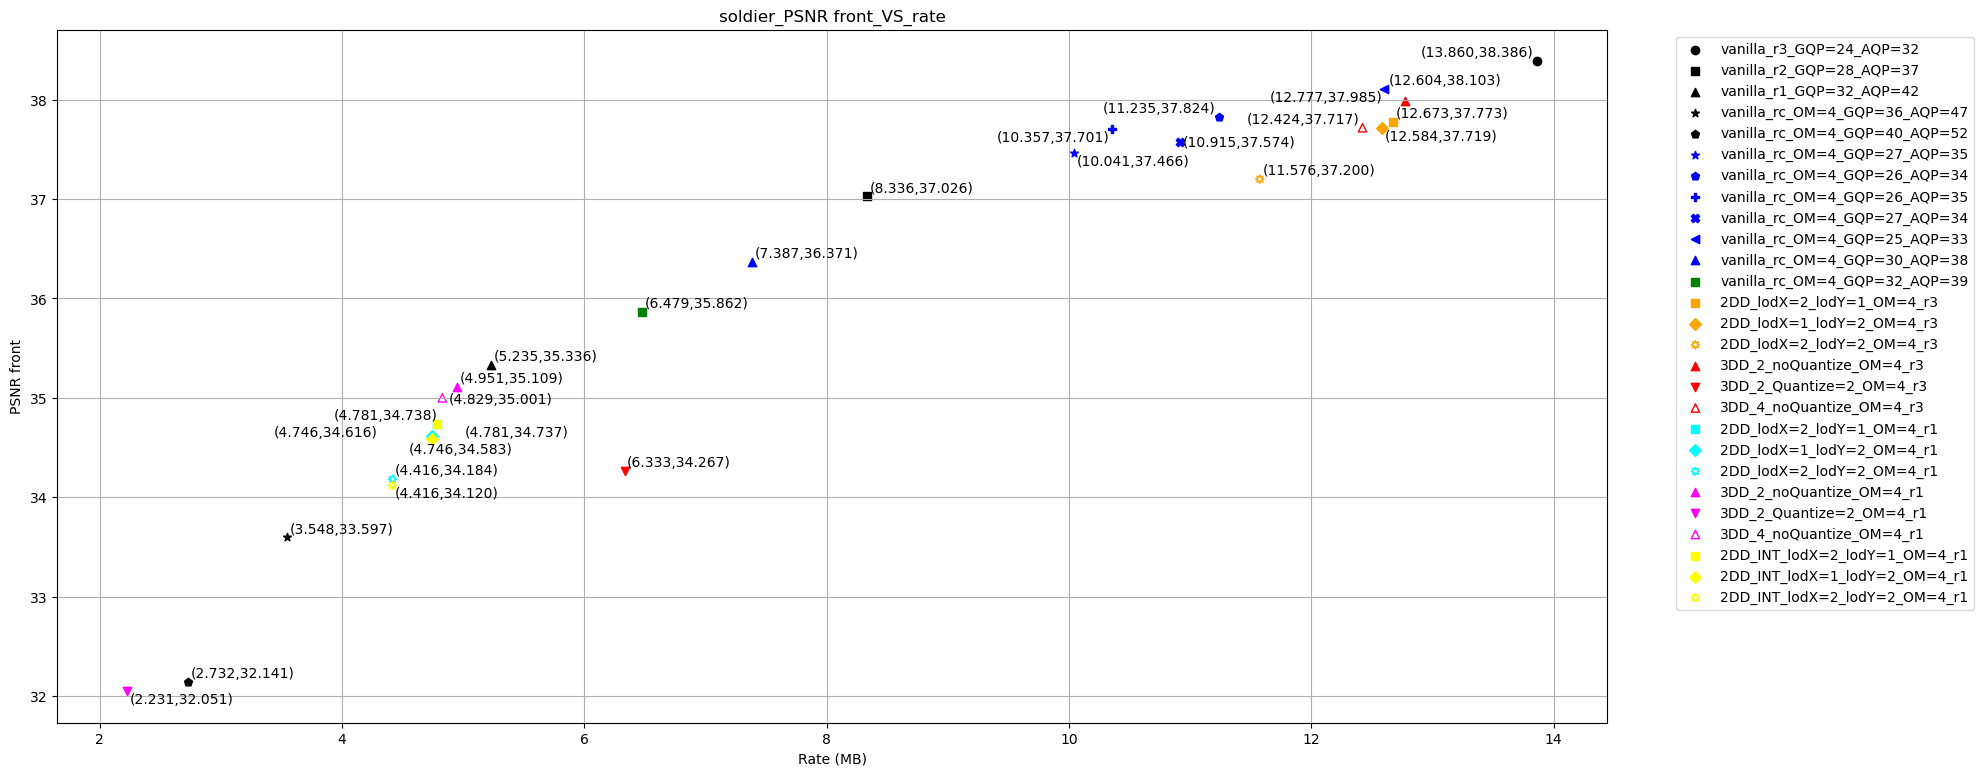 soldier_PSNR front_VS_rate
PSNR front
38
37
36
35
34
33
32
(13.860,38.386)
(12.604,38.103)
(12.777,37.985)
(11.235,37.824)
(12.673,37.773)
(12.424,37.717)
(12.584,37.719)
(10.357,37.701)
(10.915,37.574)
(10.041,37.466)
(11.576,37.200)
(8.336,37.026)
(7.387,36.371)
(6.479,35.862)
(5.235,35.336)
(4.951,35.109)
(4.829,35.001)
(4.781,34.738)
(4.746,34.616)
(4.781,34.737)
(4.746,34.583)
(4.416,34.184)
(6.333,34.267)
(4.416,34.120)
(3.548,33.597)
(2.732,32.141)
(2.231,32.051)
2
4
6
8
10
12
14
Rate (MB)
vanilla_r3_GQP=24_AQP=32
vanilla_r2_GQP=28_AQP=37
vanilla_r1_GQP=32_AQP=42
vanilla_rc_OM=4_GQP=36_AQP=47
vanilla_rc_OM=4_GQP=40_AQP=52
vanilla_rc_OM=4_GQP=27_AQP=35
vanilla_rc_OM=4_GQP=26_AQP=34
vanilla_rc_OM=4_GQP=26_AQP=35
vanilla_rc_OM=4_GQP=27_AQP=34
vanilla_rc_OM=4_GQP=25_AQP=33
vanilla_rc_OM=4_GQP=30_AQP=38
vanilla_rc_OM=4_GQP=32_AQP=39
2DD_lodX=2_lodY=1_OM=4_r3
2DD_lodX=1_lodY=2_OM=4_r3
2DD_lodX=2_lodY=2_OM=4_r3
3DD_2_noQuantize_OM=4_r3
3DD_2_Quantize=2_OM=4_r3
3DD_4_noQuantize_OM=4_r3
2DD_lodX=2_lodY=1_OM=4_r1
2DD_lodX=1_lodY=2_OM=4_r1
2DD_lodX=2_lodY=2_OM=4_r1
3DD_2_noQuantize_OM=4_r1
3DD_2_Quantize=2_OM=4_r1
3DD_4_noQuantize_OM=4_r1
2DD_INT_lodX=2_lodY=1_OM=4_r1
2DD_INT_lodX=1_lodY=2_OM=4_r1
2DD_INT_lodX=2_lodY=2_OM=4_r1